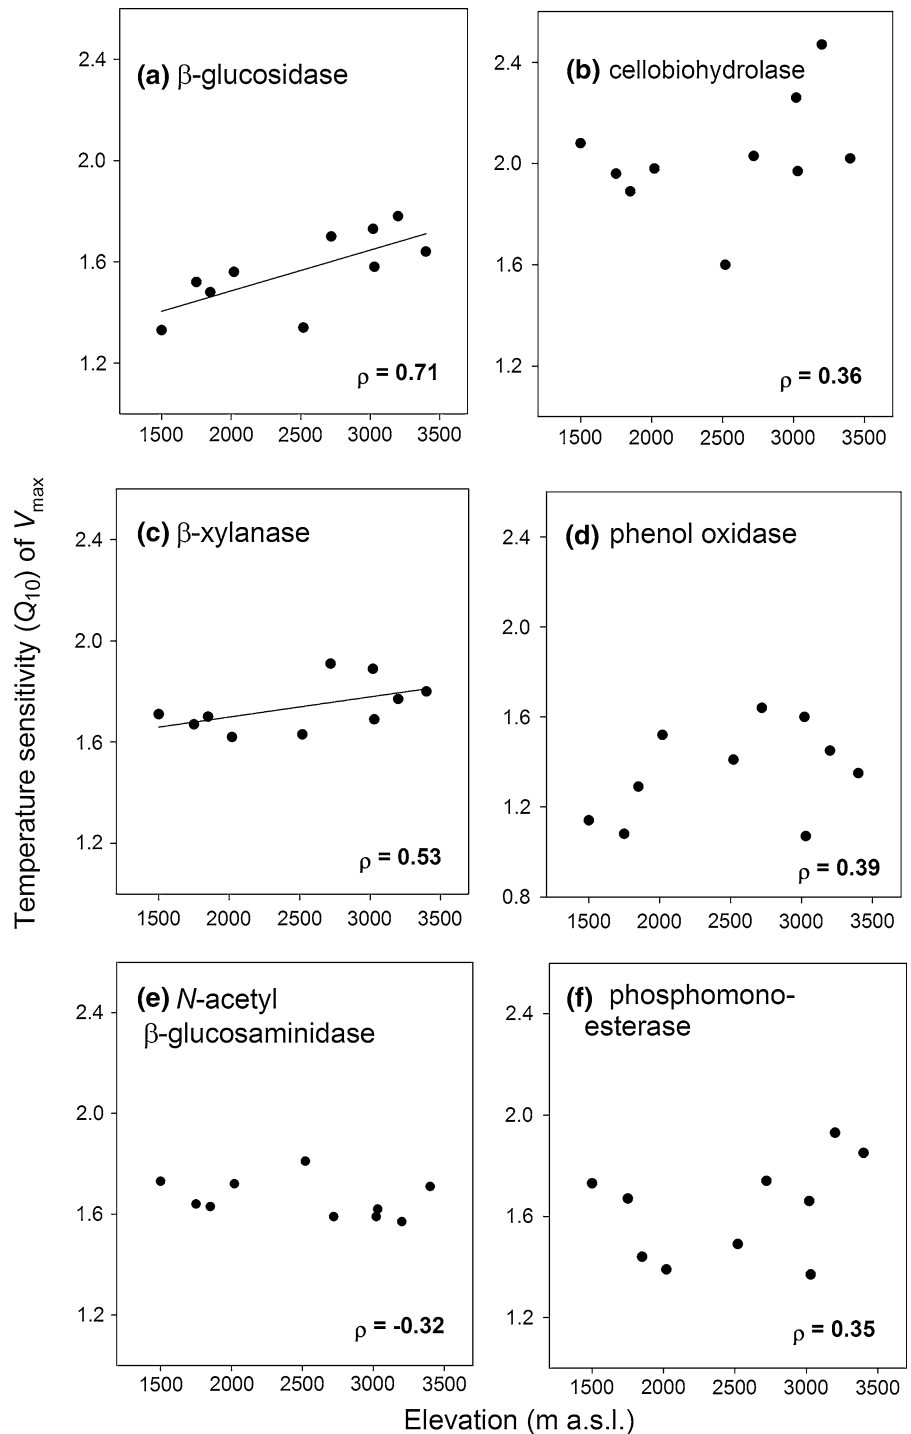 (a) β-glucosidase
2.4
2.0
1.6
1.2
ρ = 0.71
1500 2000 2500 3000 3500
(b) cellobiohydrolase
2.4
2.0
1.6
1.2
ρ = 0.36
1500 2000 2500 3000 3500
Temperature sensitivity (Q10) of Vmax
(c) β-xylanase
2.4
2.0
1.6
1.2
ρ = 0.53
1500 2000 2500 3000 3500
(d) phenol oxidase
2.4
2.0
1.6
1.2
0.8
ρ = 0.39
1500 2000 2500 3000 3500
(e) N-acetyl
β-glucosaminidase
2.4
2.0
1.6
1.2
ρ = -0.32
1500 2000 2500 3000 3500
(f) phosphomono-
esterase
2.4
2.0
1.6
1.2
ρ = 0.35
1500 2000 2500 3000 3500
Elevation (m a.s.l.)